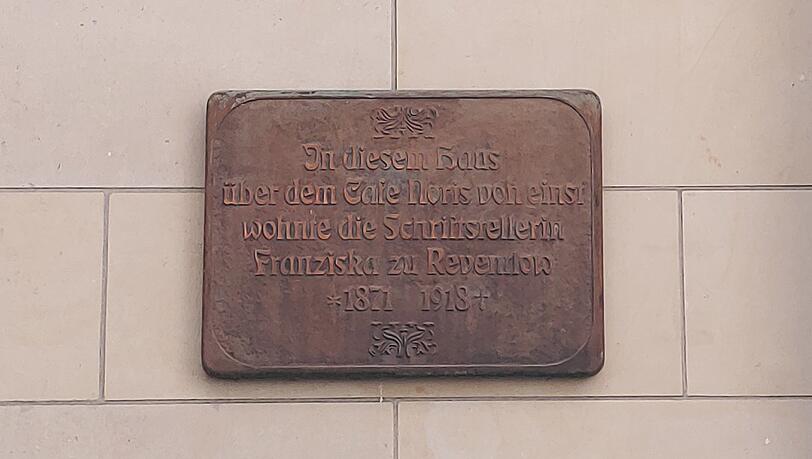 In diesem Haus
über dem Cafe Noris von einst
wohnte die Schriftstellerin
Franziska zu Reventlow
*1871 1918†